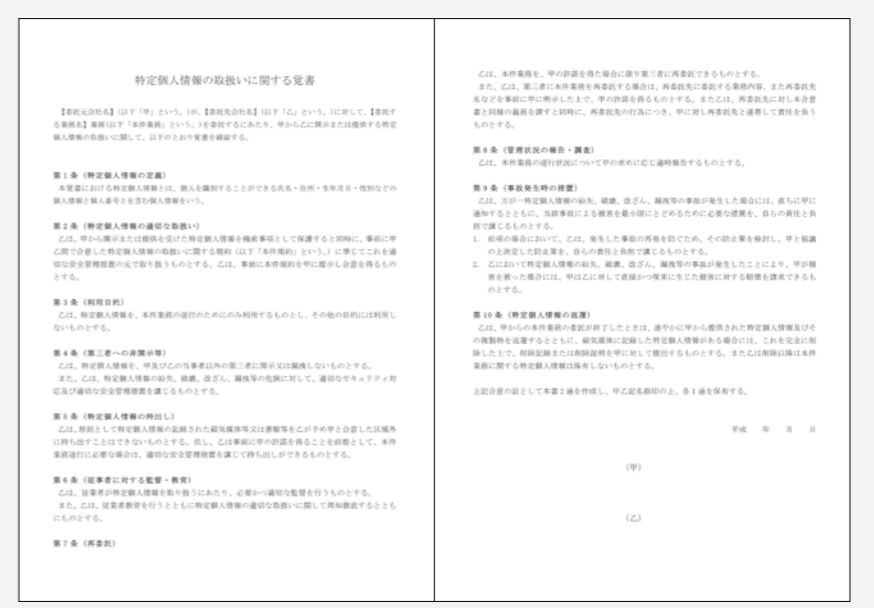 特定個人情報の取扱いに関する覚書
【委託元会社名】(以下「甲」という。)が、【委託先会社名】(以下「乙」という。)に対して、【委託す
る業務名】業務(以下「本件業務」という。)を委託するにあたり、甲から乙に開示または提供する特定
個人情報の取扱いに関して、以下のとおり覚書を締結する。
第1条(特定個人情報の定義)
本覚書における特定個人情報とは、個人を識別することができる氏名・住所・生年月日・性別などの
個人情報と個人番号とを含む個人情報をいう。
第2条(特定個人情報の適切な取扱い)
乙は、甲から開示または提供を受けた特定個人情報を機密事項として保護すると同時に、事前に甲
乙間で合意した特定個人情報の取扱いに関する規約(以下「本件規約」という。)に準じてこれを適
切な安全管理措置の元で取り扱うものとする。乙は、事前に本件規約を甲に提示し合意を得るもの
とする。
第3条(利用目的)
乙は、特定個人情報を、本件業務の遂行のためにのみ利用するものとし、その他の目的には利用し
ないものとする。
第4条(第三者への非開示等)
乙は、特定個人情報を、甲及び乙の当事者以外の第三者に開示又は漏洩しないものとする。
また、乙は、特定個人情報の紛失、破壊、改ざん、漏洩等の危険に対して、適切なセキュリティ対
応及び適切な安全管理措置を講じるものとする。
第5条(特定個人情報の持出し)
乙は、原則として特定個人情報の記録された磁気媒体等又は書類等を乙が予め甲と合意した区域外
に持ち出すことはできないものとする。但し、乙は事前に甲の許諾を得ることを前提として、本件
業務遂行に必要な場合は、適切な安全管理措置を講じて持ち出しができるものとする。
第6条(従事者に対する監督・教育)
乙は、従業者が特定個人情報を取り扱うにあたり、必要かつ適切な監督を行うものとする。
また、乙は、従業者教育を行うとともに特定個人情報の適切な取扱いに関して周知徹底するととも
にものとする。
第7条(再委託)
乙は、本件業務を、甲の許諾を得た場合に限り第三者に再委託できるものとする。
また、乙は、第三者に本件業務を再委託する場合は、再委託先に委託する業務内容、また再委託先
名などを事前に甲に明示した上で、甲の許諾を得るものとする。また乙は、再委託先に対し本合意
書と同様の義務を課すと同時に、再委託先の行為につき、甲に対し再委託先と連帯して責任を負う
ものとする。
第8条(管理状況の報告・調査)
乙は、本件業務の遂行状況について甲の求めに応じ適時報告するものとする。
第9条(事故発生時の措置)
乙は、万が一特定個人情報の紛失、破壊、改ざん、漏洩等の事故が発生した場合には、直ちに甲に
通知するとともに、当該事故による損害を最小限にとどめるために必要な措置を、自らの責任と負
担で講じるものとする。
1. 前項の場合において、乙は、発生した事故の再発を防ぐため、その防止策を検討し、甲と協議
の上決定した防止策を、自らの責任と負担で講じるものとする。
2. 乙において特定個人情報の紛失、破壊、改ざん、漏洩等の事故が発生したことにより、甲が損
害を被った場合には、甲は乙に対して直接かつ現実に生じた損害に対する賠償を請求できるも
のとする。
第10条(特定個人情報の返還)
乙は、甲からの本件業務の委託が終了したときは、速やかに甲から提供された特定個人情報及びそ
の複製物を返還するとともに、磁気媒体に記録した特定個人情報がある場合には、これを完全に削
除した上で、削除記録または削除証明を甲に対して提出するものとする。また乙は削除以降は本件
業務に関する特定個人情報は保有しないものとする。
上記合意の証として本書2通を作成し、甲乙記名捺印の上、各1通を保有する。
平成 年 月 日
(甲)
(乙)